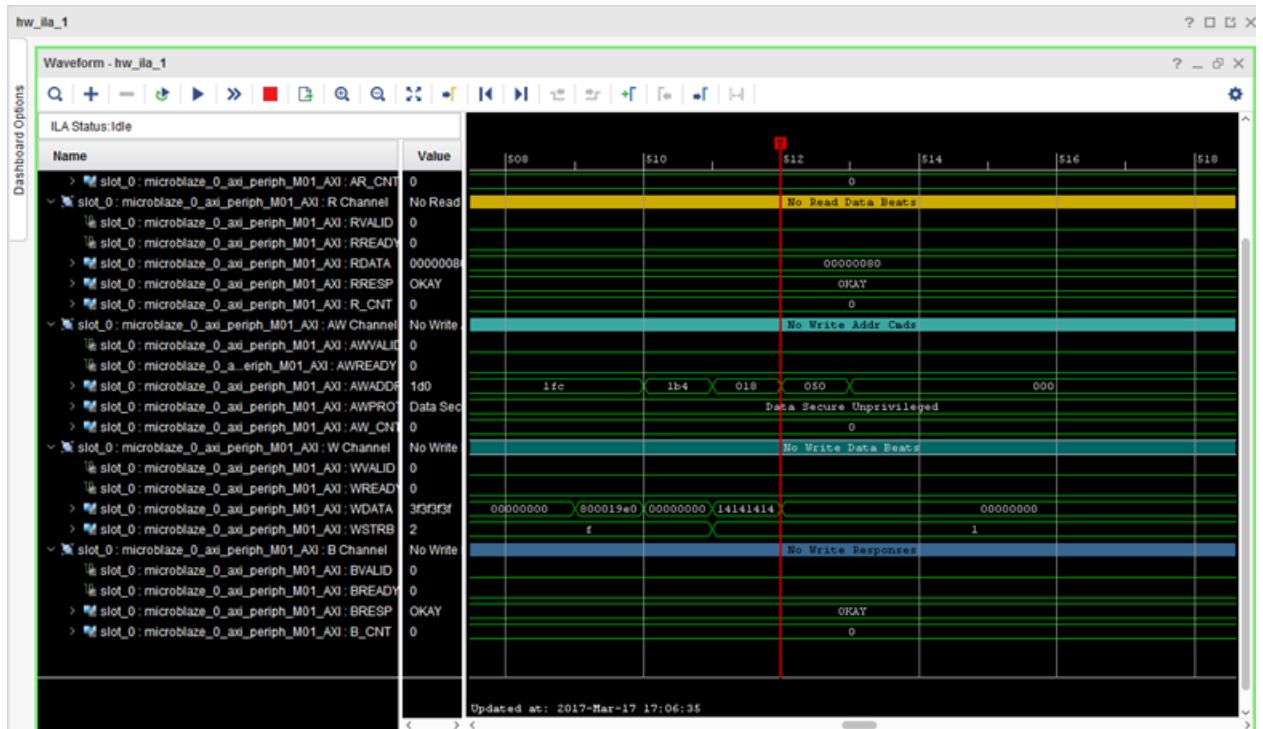 hw_ila_1
Dashboard Options
Waveform - hw_ila_1
ILA Status:Idle
Name Value
508 510 512 514 516 518
T
slot_0 : microblaze_0_axi_periph_M01_AXI : AR_CNT 0 0
slot_0 : microblaze_0_axi_periph_M01_AXI : R Channel No Read No Read Data Beats
slot_0 : microblaze_0_axi_periph_M01_AXI : RVALID 0
slot_0 : microblaze_0_axi_periph_M01_AXI : RREADY 0
slot_0 : microblaze_0_axi_periph_M01_AXI : RDATA 00000080 00000080
slot_0 : microblaze_0_axi_periph_M01_AXI : RRESP OKAY OKAY
slot_0 : microblaze_0_axi_periph_M01_AXI : R_CNT 0 0
slot_0 : microblaze_0_axi_periph_M01_AXI : AW Channel No Write No Write Addr Cmds
slot_0 : microblaze_0_axi_periph_M01_AXI : AWVALID 0
slot_0 : microblaze_0_a...eriph_M01_AXI : AWREADY 0
slot_0 : microblaze_0_axi_periph_M01_AXI : AWADDR 1d0 1fc 1b4 018 050 000
slot_0 : microblaze_0_axi_periph_M01_AXI : AWPROT Data Sec Data Secure Unprivileged
slot_0 : microblaze_0_axi_periph_M01_AXI : AW_CNT 0 0
slot_0 : microblaze_0_axi_periph_M01_AXI : W Channel No Write No Write Data Beats
slot_0 : microblaze_0_axi_periph_M01_AXI : WVALID 0
slot_0 : microblaze_0_axi_periph_M01_AXI : WREADY 0
slot_0 : microblaze_0_axi_periph_M01_AXI : WDATA 3f3f3f3f 00000000 800019e0 00000000 14141414 00000000
slot_0 : microblaze_0_axi_periph_M01_AXI : WSTRB 2 f 1
slot_0 : microblaze_0_axi_periph_M01_AXI : B Channel No Write No Write Responses
slot_0 : microblaze_0_axi_periph_M01_AXI : BVALID 0
slot_0 : microblaze_0_axi_periph_M01_AXI : BREADY 0
slot_0 : microblaze_0_axi_periph_M01_AXI : BRESP OKAY OKAY
slot_0 : microblaze_0_axi_periph_M01_AXI : B_CNT 0 0
Updated at: 2017-Mar-17 17:06:35